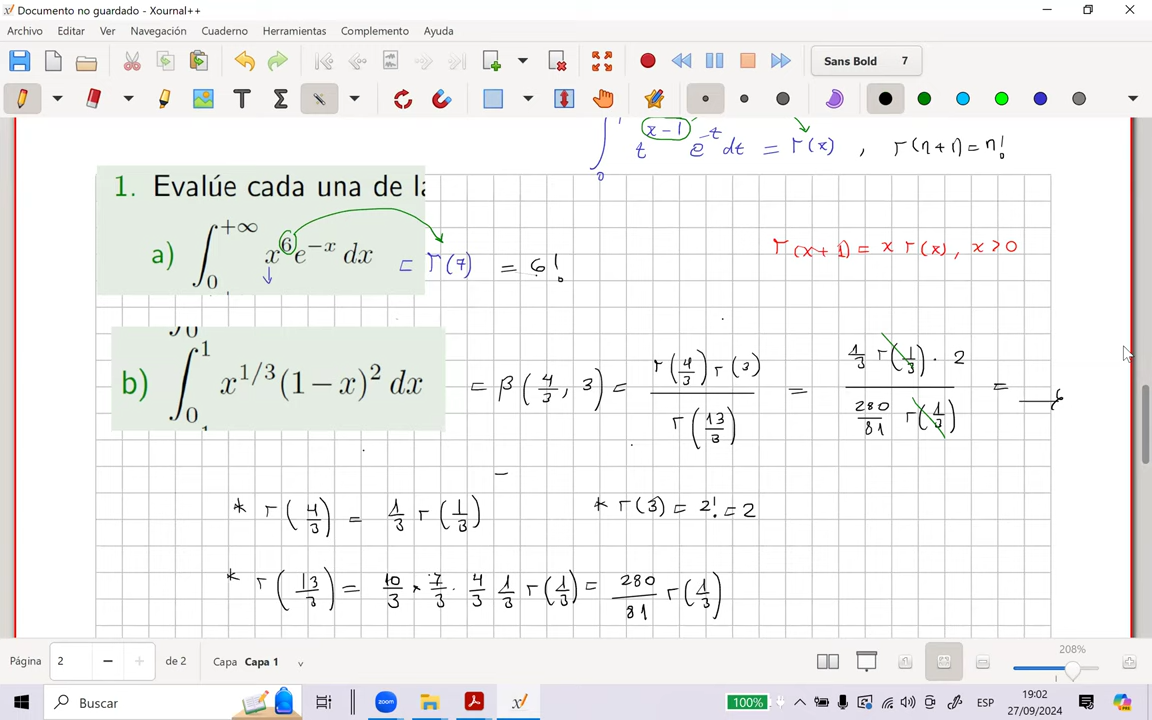 Documento no guardado - Xournal++
Archivo Editar Ver Navegación Cuaderno Herramientas Complemento Ayuda
Sans Bold 7
∫₀ t^(x-1) e^(-t) dt = Γ(x) , Γ(n+1) = n!
1. Evalúe cada una de la
a) ∫₀^(+∞) x^6 e^(-x) dx = Γ(7) = 6!
Γ(x+1) = x Γ(x), x > 0
b) ∫₀^1 x^(1/3) (1-x)^2 dx = β(4/3, 3) = Γ(4/3) Γ(3) / Γ(13/3) = 1/3 Γ(1/3) · 2 / 280/81 Γ(1/3) =
=
* Γ(4/3) = 1/3 Γ(1/3) * Γ(3) = 2! = 2
* Γ(13/3) = 10/3 × 7/3 · 4/3 1/3 Γ(1/3) = 280/81 Γ(1/3)
Página 2 de 2 Capa Capa 1 208%
Buscar zoom 100% ESP 19:02
27/09/2024